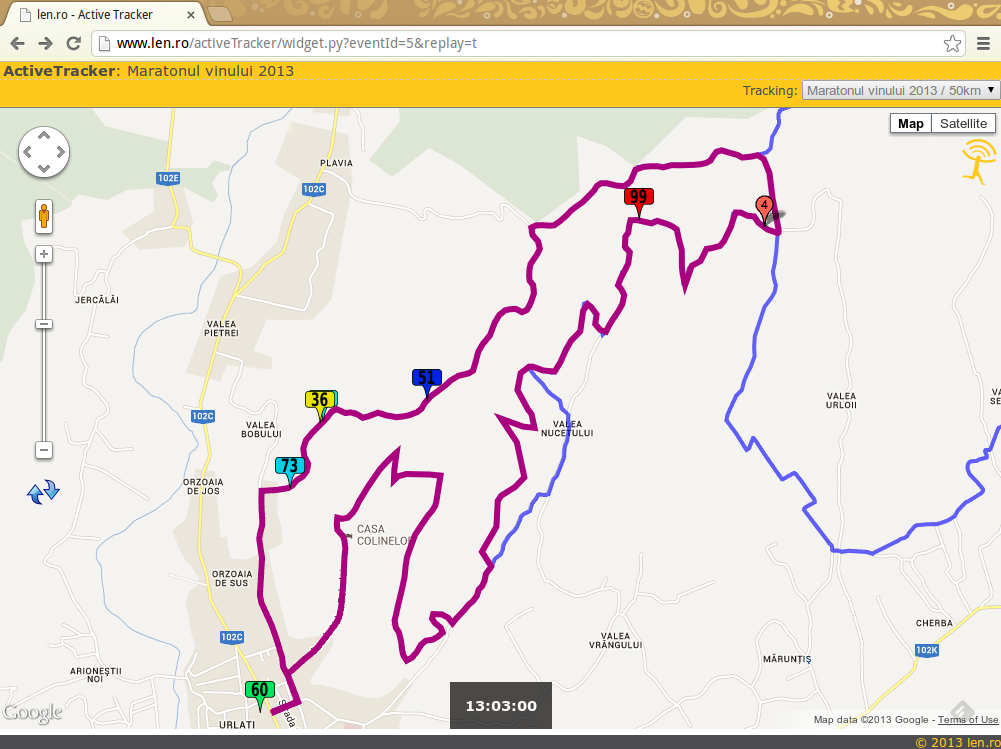 len.ro - Active Tracker
www.len.ro/activeTracker/widget.py?eventId=5&replay=t
ActiveTracker: Maratonul vinului 2013
Tracking: Maratonul vinului 2013 / 50km
Map Satellite
PLAVIA
102E
102C
99
4
JERCĂLĂI
VALEA
PIETREI
51
36
VALEA
URLOII
102C
VALEA
BOBULUI
VALEA
NUCETULUI
73
ORZOAIA
DE JOS
CASA
COLINELOR
ORZOAIA
DE SUS
CHERBA
102C
VALEA
VRÂNGULUI
102K
MĂRUNȚIȘ
ARIONEȘTII
NOI
60
Strada
13:03:00
Google
URLATI
Map data ©2013 Google - Terms of Use
© 2013 len.ro